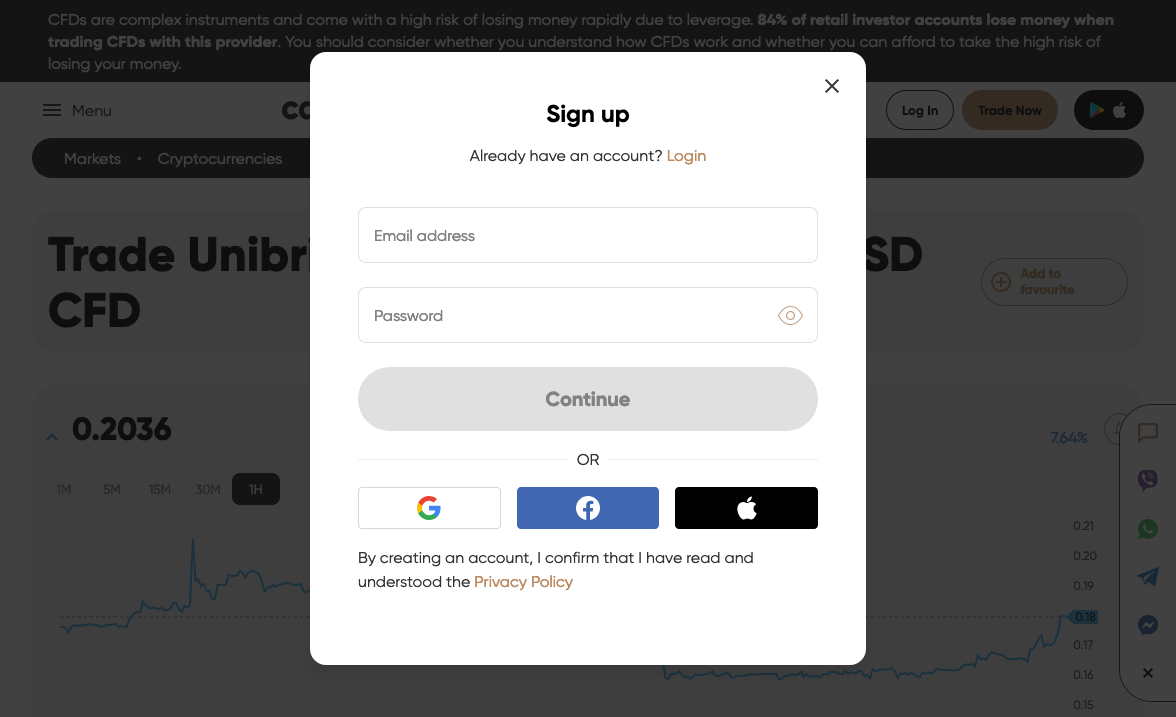 CFDs are complex instruments and come with a high risk of losing money rapidly due to leverage. 84% of retail investor accounts lose money when
trading CFDs with this provider. You should consider whether you understand how CFDs work and whether you can afford to take the high risk of
losing your money.
Menu
Log In
Trade Now
Markets • Cryptocurrencies
Trade
CFD
Add to
favourite
Sign up
Already have an account? Login
Email address
Password
Continue
OR
By creating an account, I confirm that I have read and
understood the Privacy Policy
0.2036
7.64%
1M
5M
15M
30M
1H
0.21
0.20
0.19
0.18
0.17
0.16
0.15